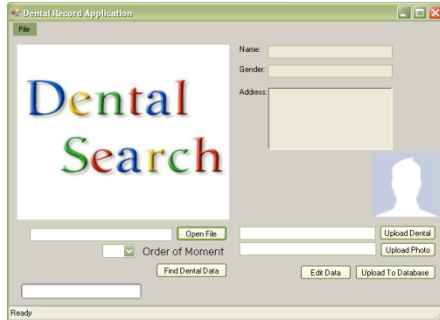 Dental Record Application
File
Dental
Search
Name:
Gender:
Address:
Open File
Order of Moment
Find Dental Data
Upload Dental
Upload Photo
Edit Data Upload To Database
Ready